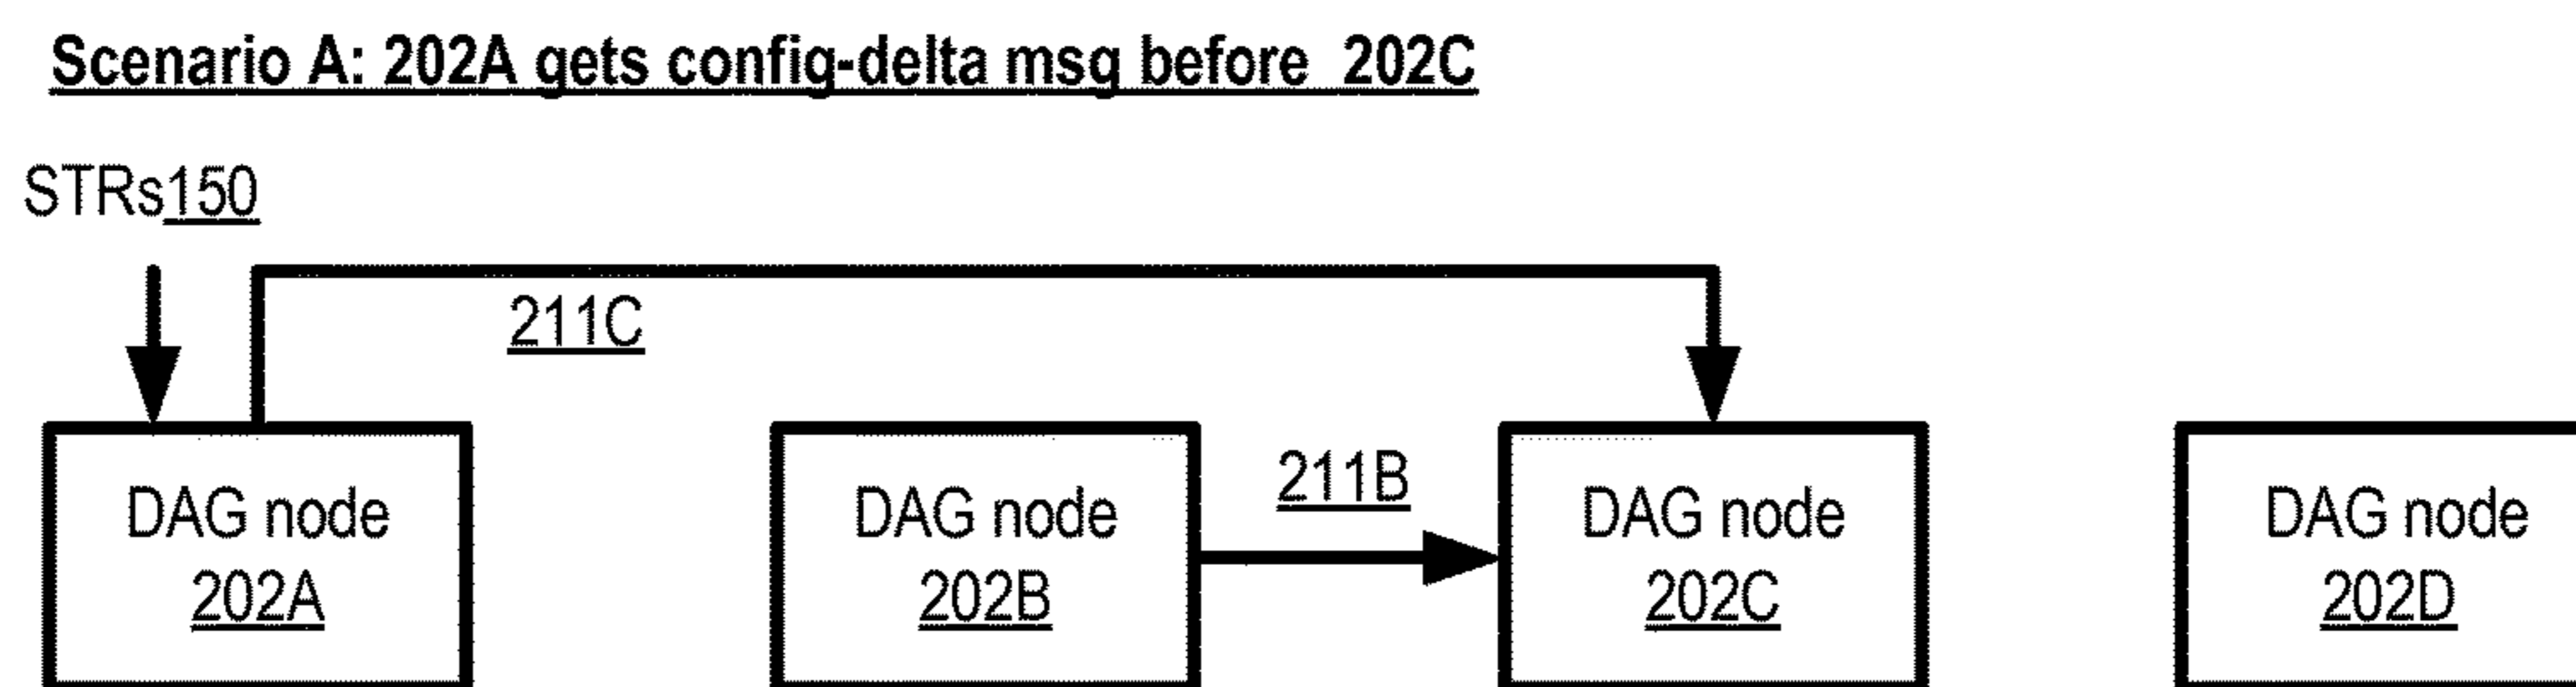 Scenario A: 202A gets config-delta msg before 202C
STRs150
211C
211B
DAG node
202A
DAG node
202B
DAG node
202C
DAG node
202D